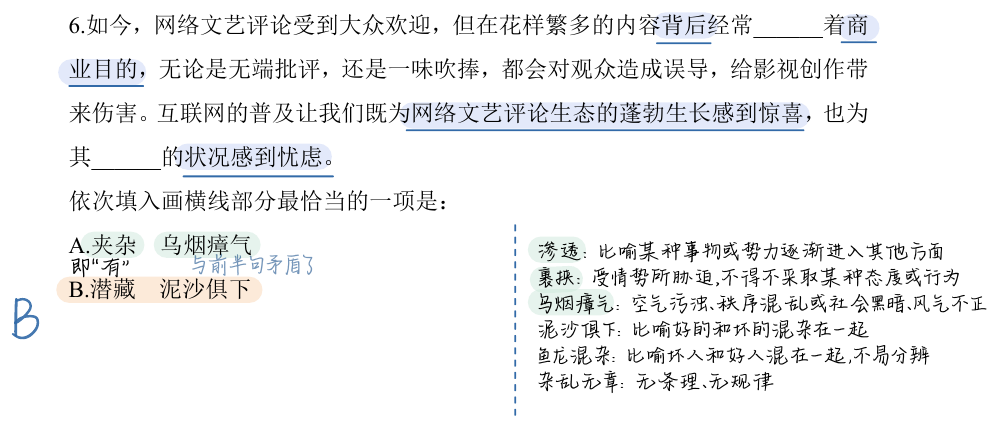 6.如今，网络文艺评论受到大众欢迎，但在花样繁多的内容背后经常______着商
业目的，无论是无端批评，还是一味吹捧，都会对观众造成误导，给影视创作带
来伤害。互联网的普及让我们既为网络文艺评论生态的蓬勃生长感到惊喜，也为
其______的状况感到忧虑。
依次填入画横线部分最恰当的一项是：
A.夹杂 乌烟瘴气
即“有” 与前半句矛盾了
B.潜藏 泥沙俱下
B
渗透：比喻某种事物或势力逐渐进入其他方面
裹挟：受情势所胁迫,不得不采取某种态度或行为
乌烟瘴气：空气污浊、秩序混乱或社会黑暗、风气不正
泥沙俱下：比喻好的和坏的混杂在一起
鱼龙混杂：比喻坏人和好人混在一起,不易分辨
杂乱无章：无条理、无规律